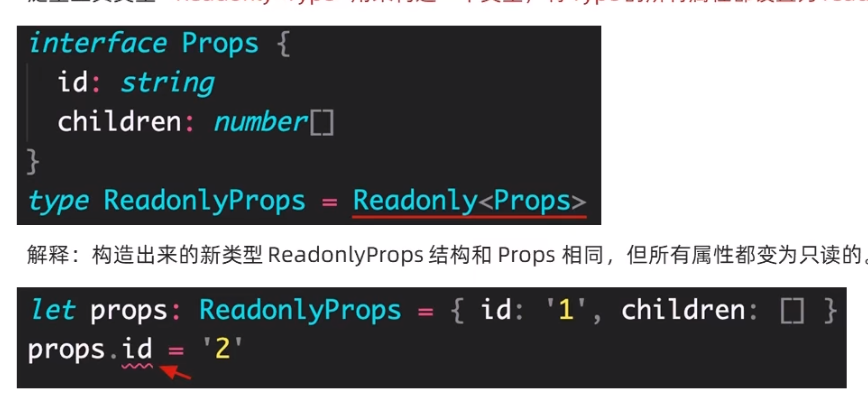 interface Props {
id: string
children: number[]
}
type ReadonlyProps = Readonly<Props>
解释：构造出来的新类型 ReadonlyProps 结构和 Props 相同，但所有属性都变为只读的。
let props: ReadonlyProps = { id: '1', children: [] }
props.id = '2'